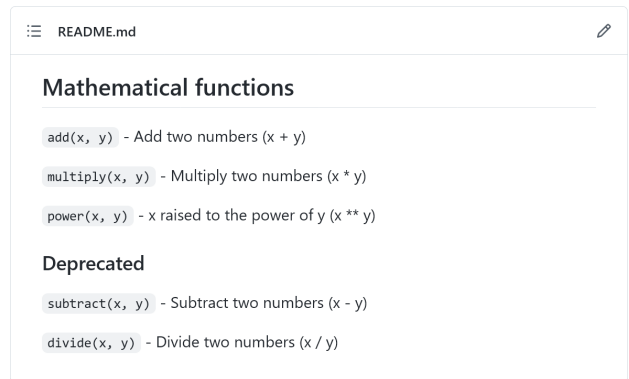 README.md
Mathematical functions
add(x, y) - Add two numbers (x + y)
multiply(x, y) - Multiply two numbers (x * y)
power(x, y) - x raised to the power of y (x ** y)
Deprecated
subtract(x, y) - Subtract two numbers (x - y)
divide(x, y) - Divide two numbers (x / y)